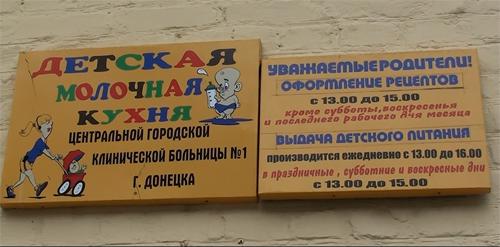 ДЕТСКАЯ
МОЛОЧНАЯ
КУХНЯ
ЦЕНТРАЛЬНОЙ ГОРОДСКОЙ
КЛИНИЧЕСКОЙ БОЛЬНИЦЫ №1
г. ДОНЕЦКА
УВАЖАЕМЫЕ РОДИТЕЛИ!
ОФОРМЛЕНИЕ РЕЦЕПТОВ
с 13.00 до 15.00
кроме субботы, воскресенья
и последнего рабочего дня месяца
ВЫДАЧА ДЕТСКОГО ПИТАНИЯ
производится ежедневно с 13.00 до 16.00
в праздничные, субботние и воскресные дни
с 13.00 до 15.00